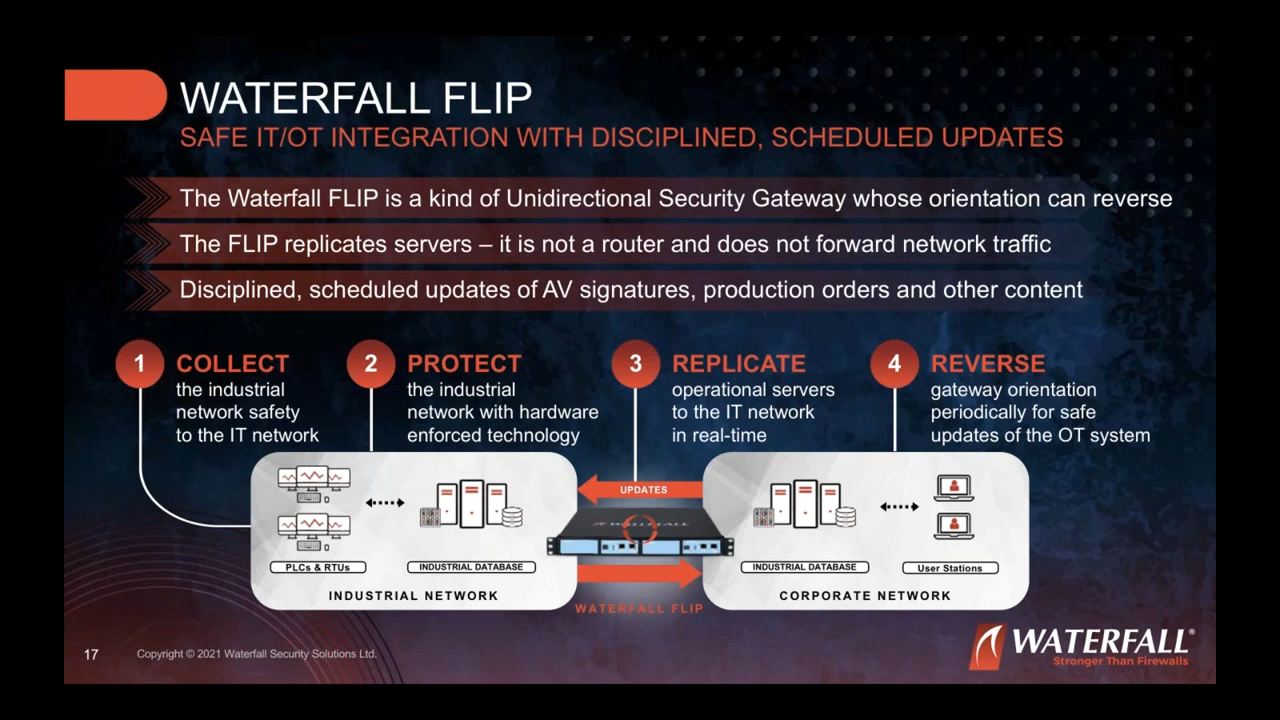 WATERFALL FLIP
SAFE IT/OT INTEGRATION WITH DISCIPLINED, SCHEDULED UPDATES
The Waterfall FLIP is a kind of Unidirectional Security Gateway whose orientation can reverse
The FLIP replicates servers – it is not a router and does not forward network traffic
Disciplined, scheduled updates of AV signatures, production orders and other content
1 COLLECT
the industrial
network safety
to the IT network
2 PROTECT
the industrial
network with hardware
enforced technology
3 REPLICATE
operational servers
to the IT network
in real-time
4 REVERSE
gateway orientation
periodically for safe
updates of the OT system
UPDATES
WATERFALL
PLCs & RTUs
INDUSTRIAL DATABASE
INDUSTRIAL NETWORK
WATERFALL FLIP
INDUSTRIAL DATABASE
User Stations
CORPORATE NETWORK
17
Copyright © 2021 Waterfall Security Solutions Ltd.
WATERFALL®
Stronger Than Firewalls